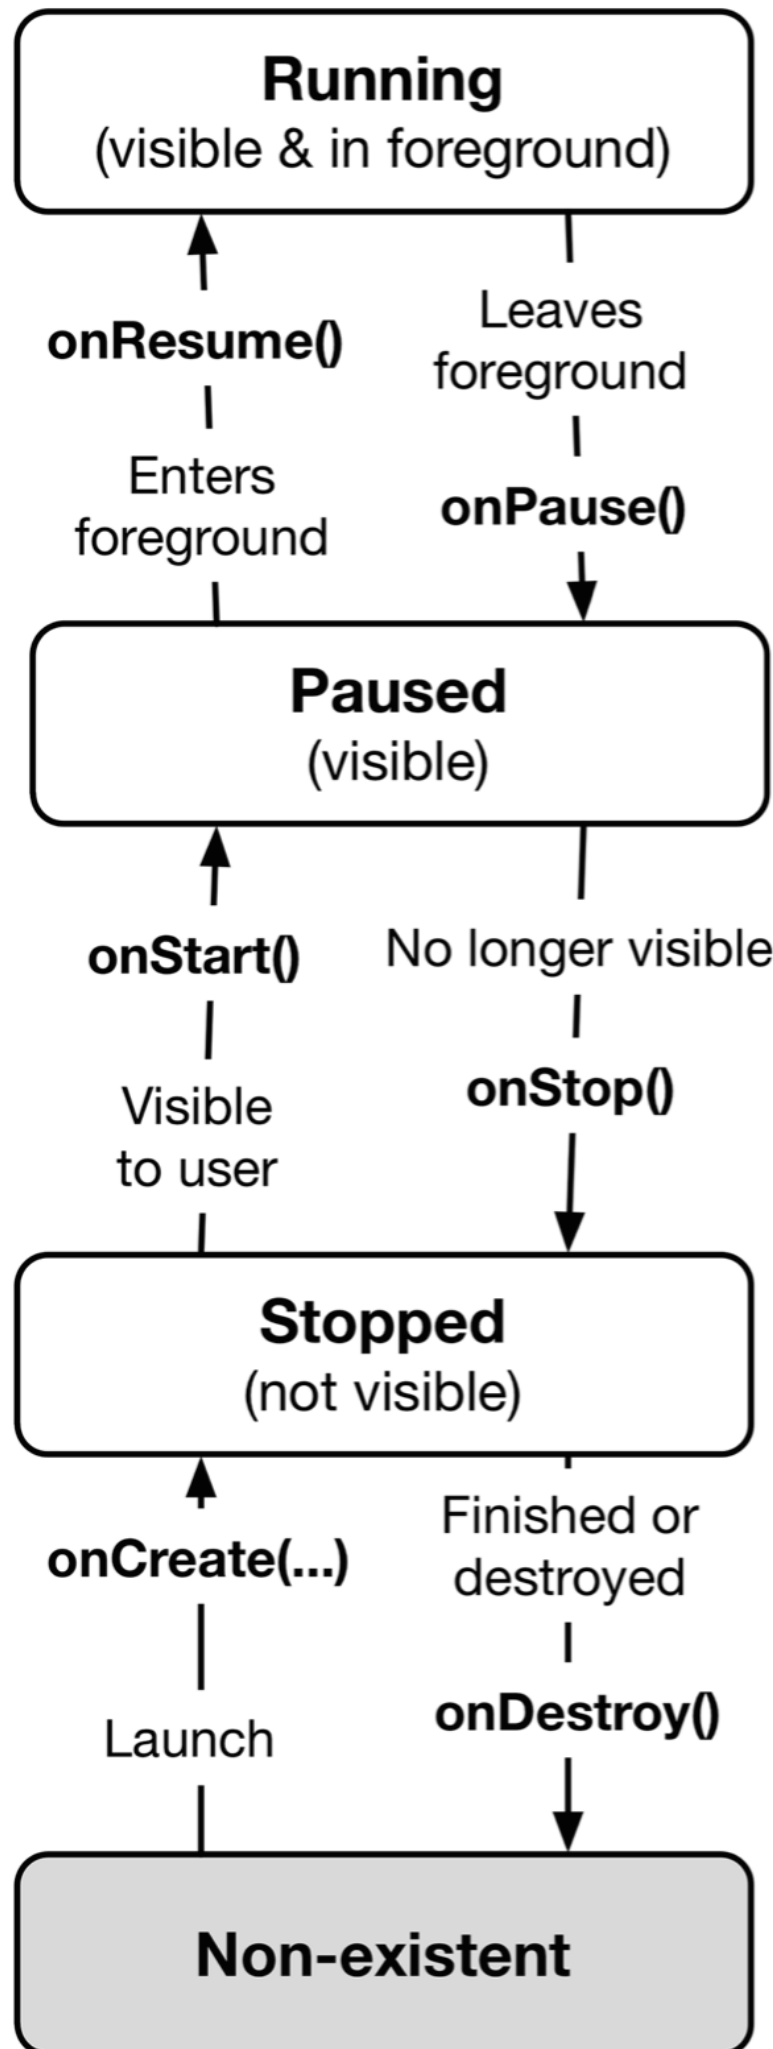 Running
(visible & in foreground)
onResume()
Enters
foreground
Leaves
foreground
onPause()
Paused
(visible)
onStart()
Visible
to user
No longer visible
onStop()
Stopped
(not visible)
onCreate(...)
Launch
Finished or
destroyed
onDestroy()
Non-existent